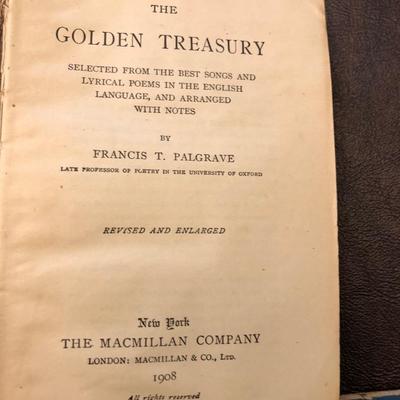 THE
GOLDEN TREASURY
SELECTED FROM THE BEST SONGS AND
LYRICAL POEMS IN THE ENGLISH
LANGUAGE, AND ARRANGED
WITH NOTES
BY
FRANCIS T. PALGRAVE
LATE PROFESSOR OF POETRY IN THE UNIVERSITY OF OXFORD
REVISED AND ENLARGED
New York
THE MACMILLAN COMPANY
LONDON: MACMILLAN & CO., LTD.
1908
All rights reserved